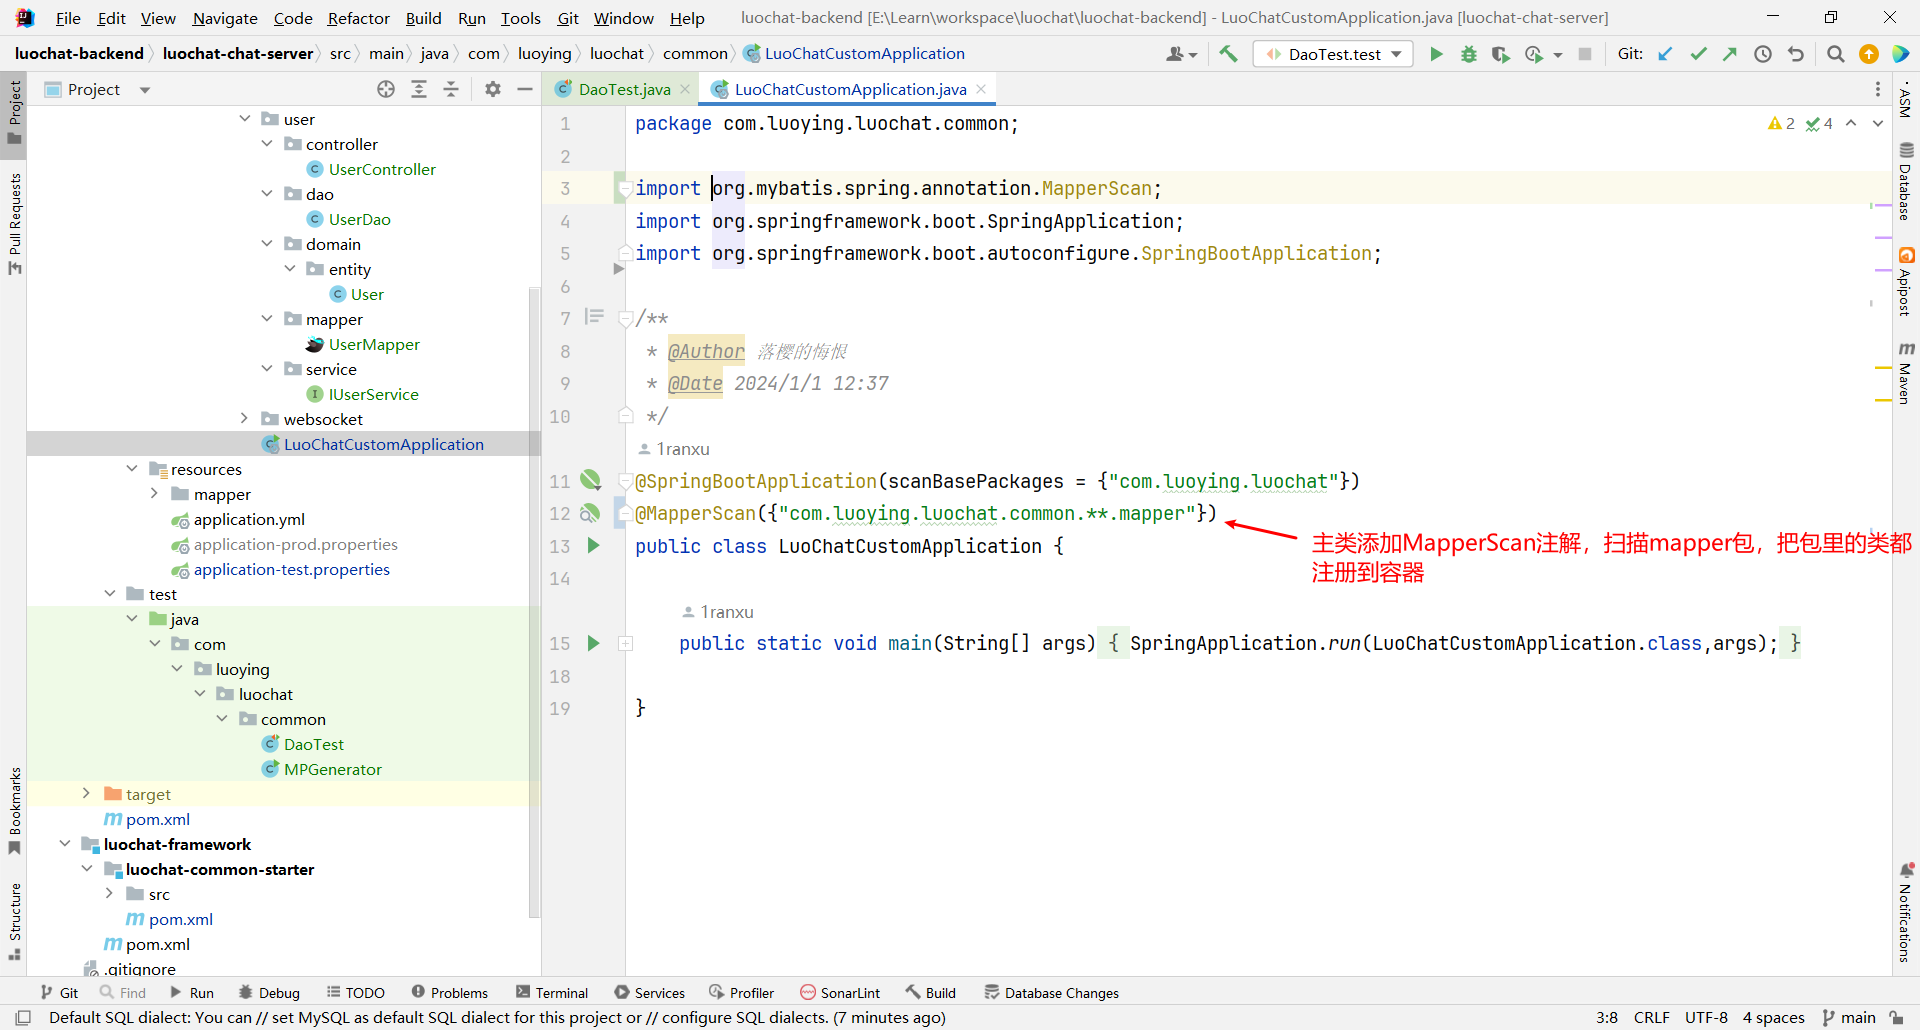 File Edit View Navigate Code Refactor Build Run Tools Git Window Help luochat-backend [E:\Learn\workspace\luochat\luochat-backend] - LuoChatCustomApplication.java [luochat-chat-server]
luochat-backend luochat-chat-server src main java com luoying luochat common LuoChatCustomApplication DaoTest.test Git:
Project
DaoTest.java LuoChatCustomApplication.java
user
controller
UserController
dao
UserDao
domain
entity
User
mapper
UserMapper
service
IUserService
websocket
LuoChatCustomApplication
resources
mapper
application.yml
application-prod.properties
application-test.properties
test
java
com
luoying
luochat
common
DaoTest
MPGenerator
target
pom.xml
luochat-framework
luochat-common-starter
src
pom.xml
pom.xml
.gitignore
1 package com.luoying.luochat.common;
2 4
2
3 import org.mybatis.spring.annotation.MapperScan;
4 import org.springframework.boot.SpringApplication;
5 import org.springframework.boot.autoconfigure.SpringBootApplication;
6
7 /**
8 * @Author 落樱的悔恨
9 * @Date 2024/1/1 12:37
10 */
1ranxu
11 @SpringBootApplication(scanBasePackages = {"com.luoying.luochat"})
12 @MapperScan({"com.luoying.luochat.common.**.mapper"})
13 public class LuoChatCustomApplication {
主类添加MapperScan注解，扫描mapper包，把包里的类都
注册到容器
14
1ranxu
15 public static void main(String[] args) { SpringApplication.run(LuoChatCustomApplication.class,args); }
18
19 }
Project
Pull Requests
Bookmarks
Structure
ASM
Database
Apipost
Maven
Notifications
Git Find Run Debug TODO Problems Terminal Services Profiler SonarLint Build Database Changes
Default SQL dialect: You can // set MySQL as default SQL dialect for this project or // configure SQL dialects. (7 minutes ago) 3:8 CRLF UTF-8 4 spaces main